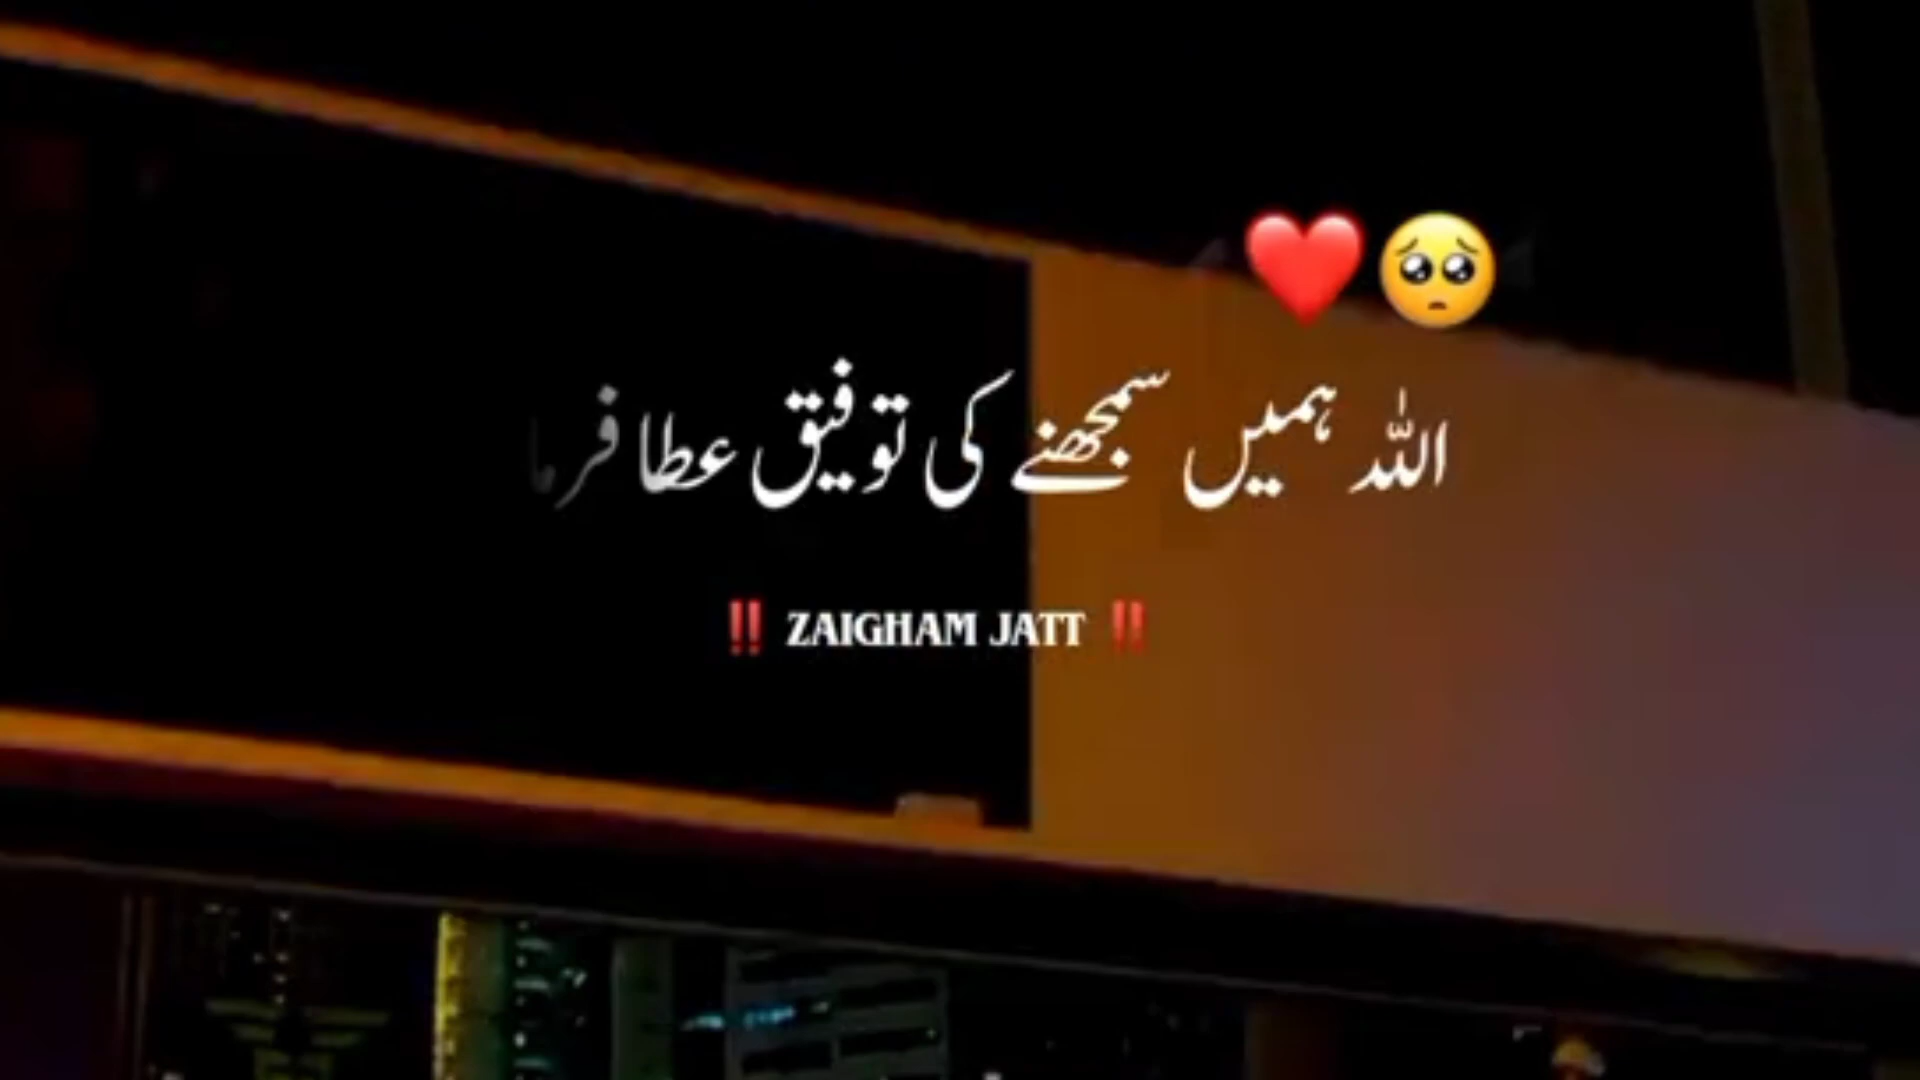 ❤️🥺
اللہ ہمیں سمجھنے کی توفیق عطا فرما
‼️ ZAIGHAM JATT ‼️